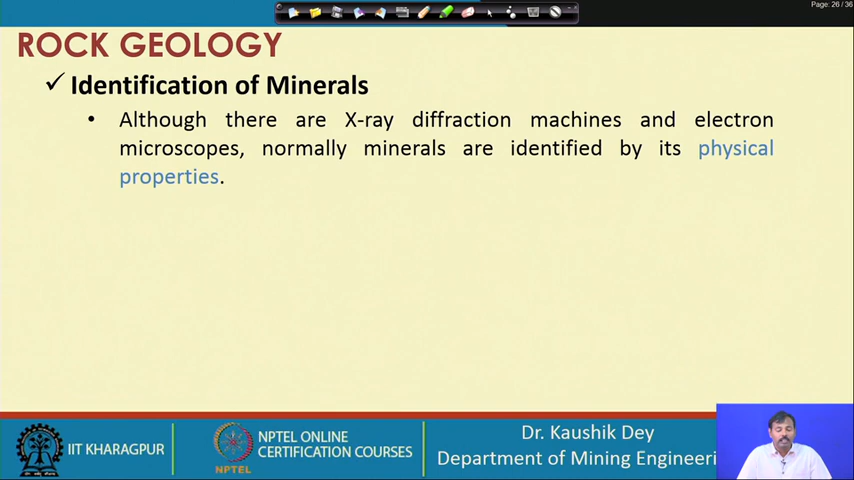 Page: 26 / 36
ROCK GEOLOGY
✓ Identification of Minerals
• Although there are X-ray diffraction machines and electron
microscopes, normally minerals are identified by its physical
properties.
IIT KHARAGPUR
NPTEL
NPTEL ONLINE
CERTIFICATION COURSES
Dr. Kaushik Dey
Department of Mining Engineeri